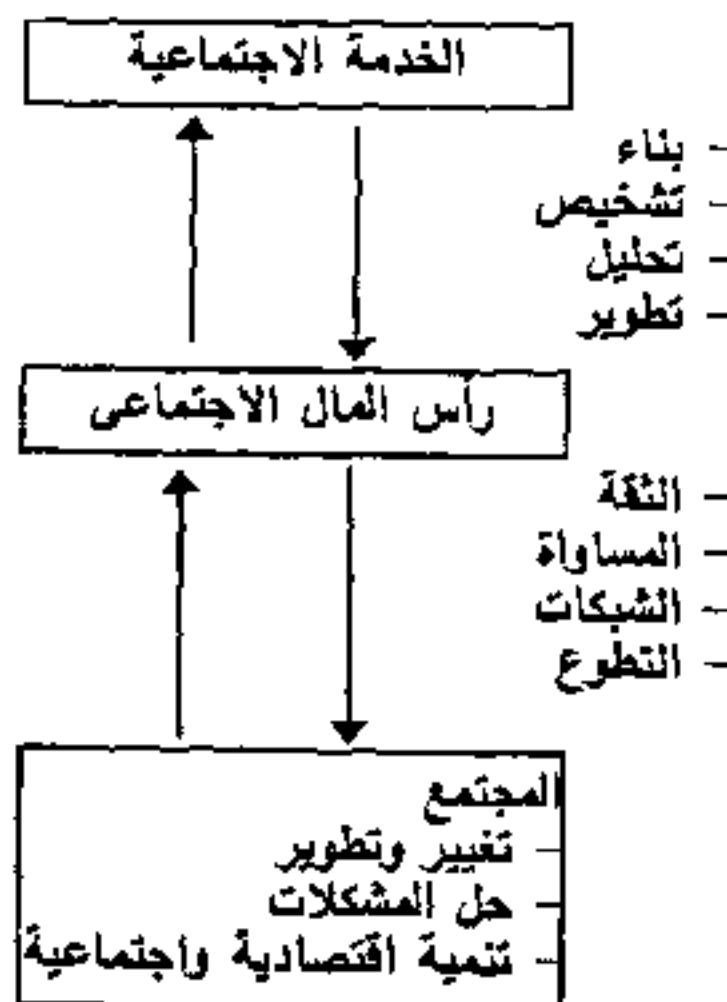 الخدمة الاجتماعية
- بناء
- تشخيص
- تحليل
- تطوير
رأس المال الاجتماعى
- الثقة
- المساواة
- الشبكات
- التطوع
المجتمع
- تغيير وتطوير
- حل المشكلات
- تنمية اقتصادية واجتماعية